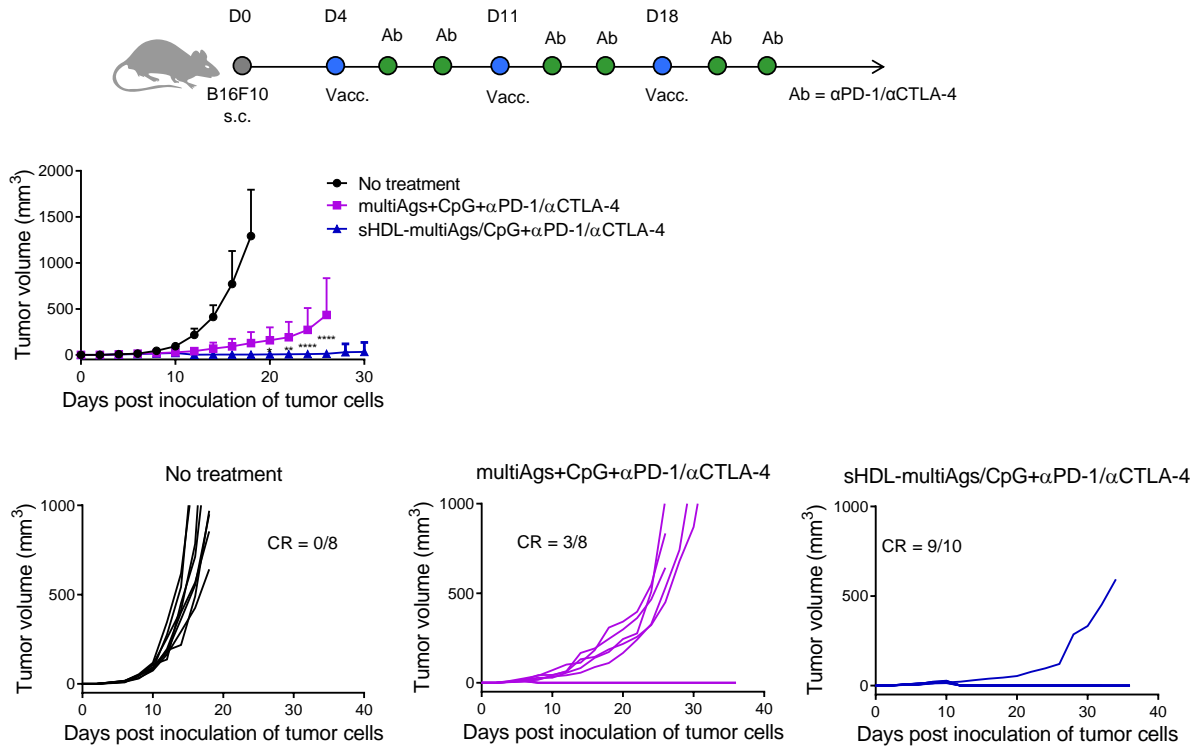 D0 D4 D11 D18
Ab Ab Ab Ab Ab Ab
B16F10 Vacc. Vacc. Vacc. Ab = αPD-1/αCTLA-4
s.c.
Tumor volume (mm³)
2000
1500
1000
500
0
0 10 20 30
Days post inoculation of tumor cells
No treatment
multiAgs+CpG+αPD-1/αCTLA-4
sHDL-multiAgs/CpG+αPD-1/αCTLA-4
* ** **** ****
No treatment
Tumor volume (mm³)
1000
500
0
CR = 0/8
0 10 20 30 40
Days post inoculation of tumor cells
multiAgs+CpG+αPD-1/αCTLA-4
Tumor volume (mm³)
1000
500
0
CR = 3/8
0 10 20 30 40
Days post inoculation of tumor cells
sHDL-multiAgs/CpG+αPD-1/αCTLA-4
Tumor volume (mm³)
1000
500
0
CR = 9/10
0 10 20 30 40
Days post inoculation of tumor cells